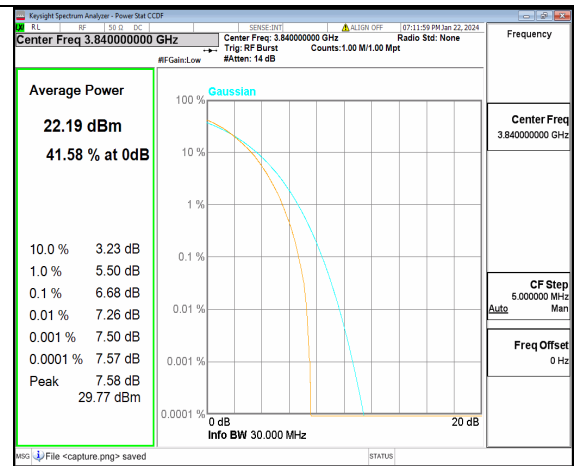 Keysight Spectrum Analyzer - Power Stat CCDF
RL RF 50 Ω DC SENSE:INT ALIGN OFF 07:11:59 PM Jan 22, 2024
Center Freq 3.840000000 GHz
Center Freq: 3.840000000 GHz Radio Std: None
Trig: RF Burst Counts:1.00 M/1.00 Mpt
#IFGain:Low #Atten: 14 dB
Frequency
Average Power
22.19 dBm
41.58 % at 0dB
10.0 % 3.23 dB
1.0 % 5.50 dB
0.1 % 6.68 dB
0.01 % 7.26 dB
0.001 % 7.50 dB
0.0001 % 7.57 dB
Peak 7.58 dB
29.77 dBm
Gaussian
100 %
10 %
1 %
0.1 %
0.01 %
0.001 %
0.0001 %
0 dB 20 dB
Info BW 30.000 MHz
Center Freq
3.840000000 GHz
CF Step
5.000000 MHz
Auto Man
Freq Offset
0 Hz
MSG File <capture.png> saved STATUS